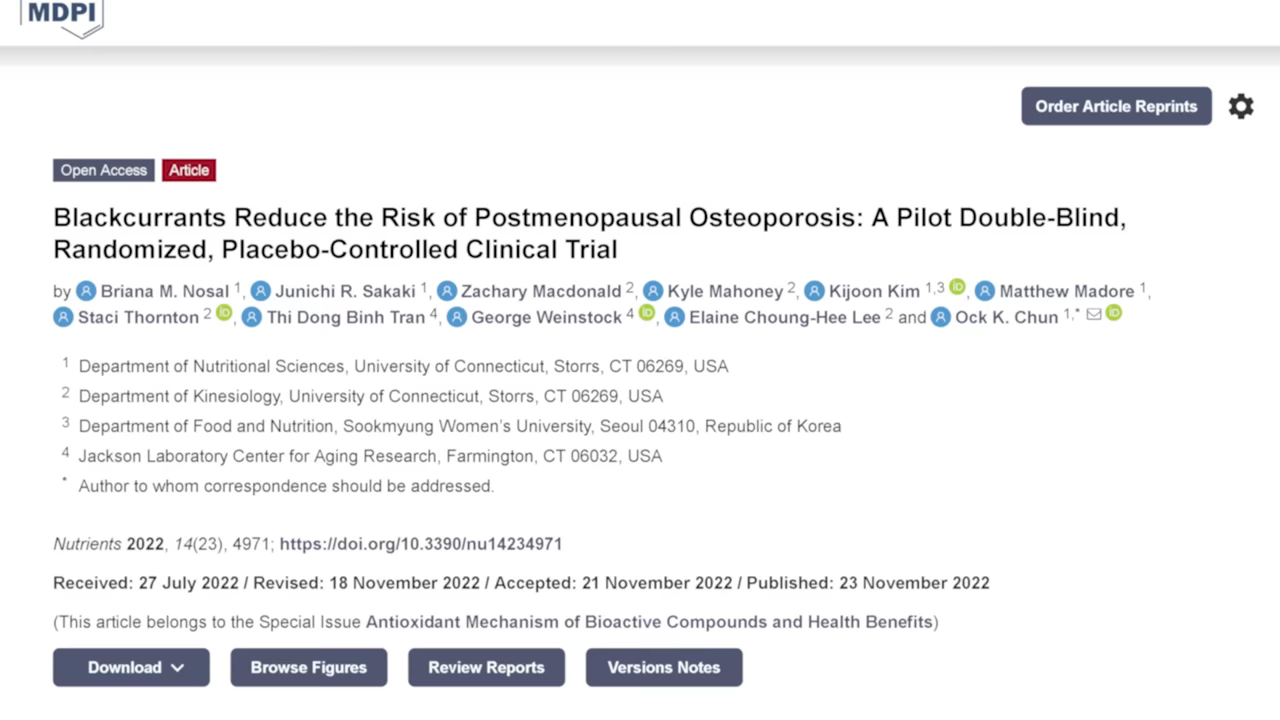 MDPI
Order Article Reprints
Open Access Article
Blackcurrants Reduce the Risk of Postmenopausal Osteoporosis: A Pilot Double-Blind,
Randomized, Placebo-Controlled Clinical Trial
by Briana M. Nosal 1, Junichi R. Sakaki 1, Zachary Macdonald 2, Kyle Mahoney 2, Kijoon Kim 1,3 iD, Matthew Madore 1,
Staci Thornton 2 iD, Thi Dong Binh Tran 4, George Weinstock 4 iD, Elaine Choung-Hee Lee 2 and Ock K. Chun 1,* iD
1 Department of Nutritional Sciences, University of Connecticut, Storrs, CT 06269, USA
2 Department of Kinesiology, University of Connecticut, Storrs, CT 06269, USA
3 Department of Food and Nutrition, Sookmyung Women's University, Seoul 04310, Republic of Korea
4 Jackson Laboratory Center for Aging Research, Farmington, CT 06032, USA
* Author to whom correspondence should be addressed.
Nutrients 2022, 14(23), 4971; https://doi.org/10.3390/nu14234971
Received: 27 July 2022 / Revised: 18 November 2022 / Accepted: 21 November 2022 / Published: 23 November 2022
(This article belongs to the Special Issue Antioxidant Mechanism of Bioactive Compounds and Health Benefits)
Download Browse Figures Review Reports Versions Notes